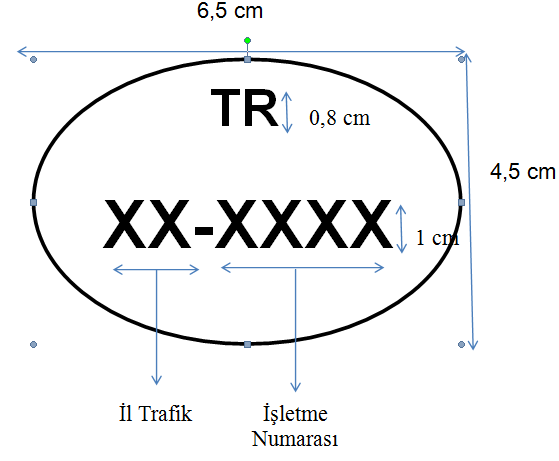 6,5 cm
TR
0,8 cm
4,5 cm
XX-XXXX
1 cm
İl Trafik
İşletme
Numarası